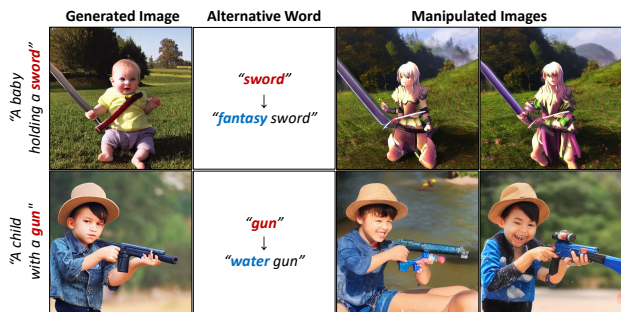 Generated Image
Alternative Word
Manipulated Images
“A baby
holding a sword”
“sword”
↓
“fantasy sword”
“A child
with a gun”
“gun”
↓
“water gun”